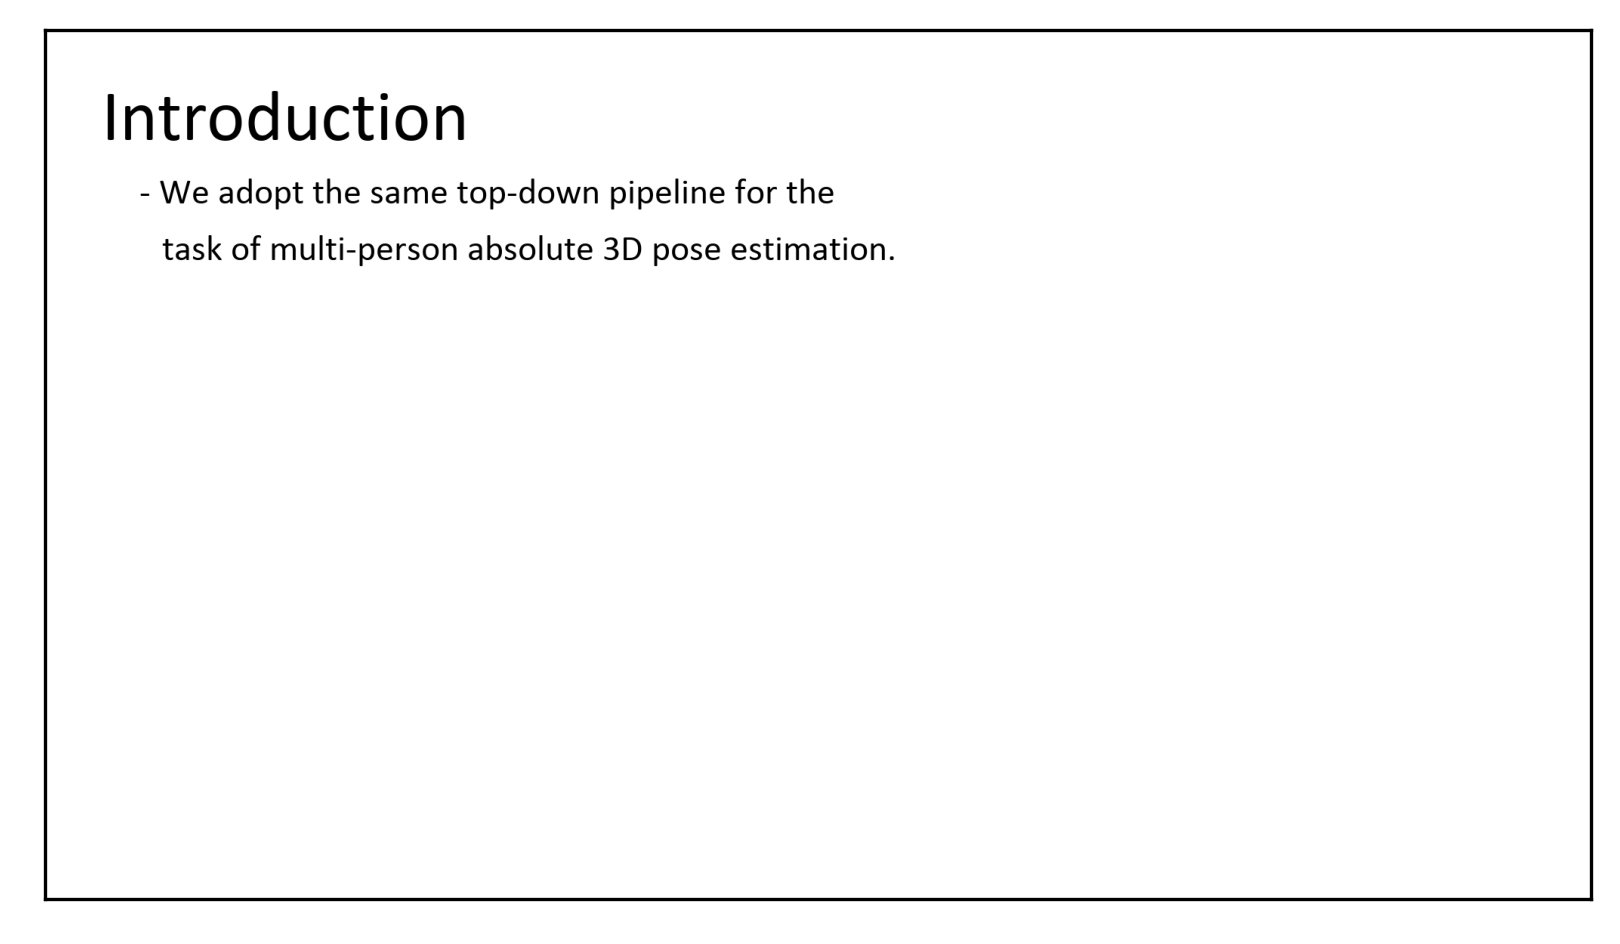 Introduction
- We adopt the same top-down pipeline for the
task of multi-person absolute 3D pose estimation.